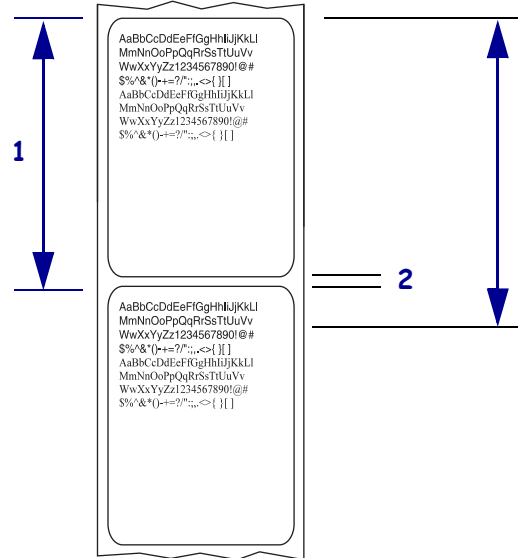 AaBbCcDdEeFfGgHhIiJjKkLl
MmNnOoPpQqRrSsTtUuVv
WwXxYyZz1234567890!@#
$%^&*()-+=?/":;,.<>{ }[ ]
AaBbCcDdEeFfGgHhIiJjKkLl
MmNnOoPpQqRrSsTtUuVv
WwXxYyZz1234567890!@#
$%^&*()-+=?/":;,.<>{ }[ ]
1
2
AaBbCcDdEeFfGgHhIiJjKkLl
MmNnOoPpQqRrSsTtUuVv
WwXxYyZz1234567890!@#
$%^&*()-+=?/":;,.<>{ }[ ]
AaBbCcDdEeFfGgHhIiJjKkLl
MmNnOoPpQqRrSsTtUuVv
WwXxYyZz1234567890!@#
$%^&*()-+=?/":;,.<>{ }[ ]